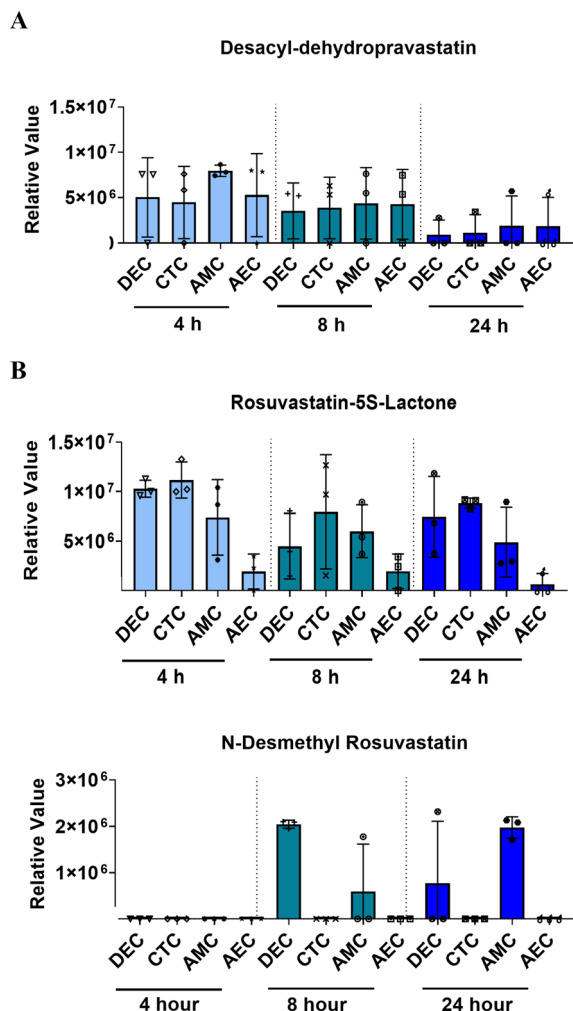 A
Desacyl-dehydropravastatin
Relative Value
1.5×10⁷
1×10⁷
5×10⁶
)
DEC CTC AMC AEC DEC CTC AMC AEC DEC CTC AMC AEC
4 h 8 h 24 h
B
Rosuvastatin-5S-Lactone
Relative Value
1.5×10⁷
1×10⁷
5×10⁶
DEC CTC AMC AEC DEC CTC AMC AEC DEC CTC AMC AEC
4 h 8 h 24 h
N-Desmethyl Rosuvastatin
Relative Value
3×10⁶
2×10⁶
1×10⁶
DEC CTC AMC AEC DEC CTC AMC AEC DEC CTC AMC AEC
4 hour 8 hour 24 hour